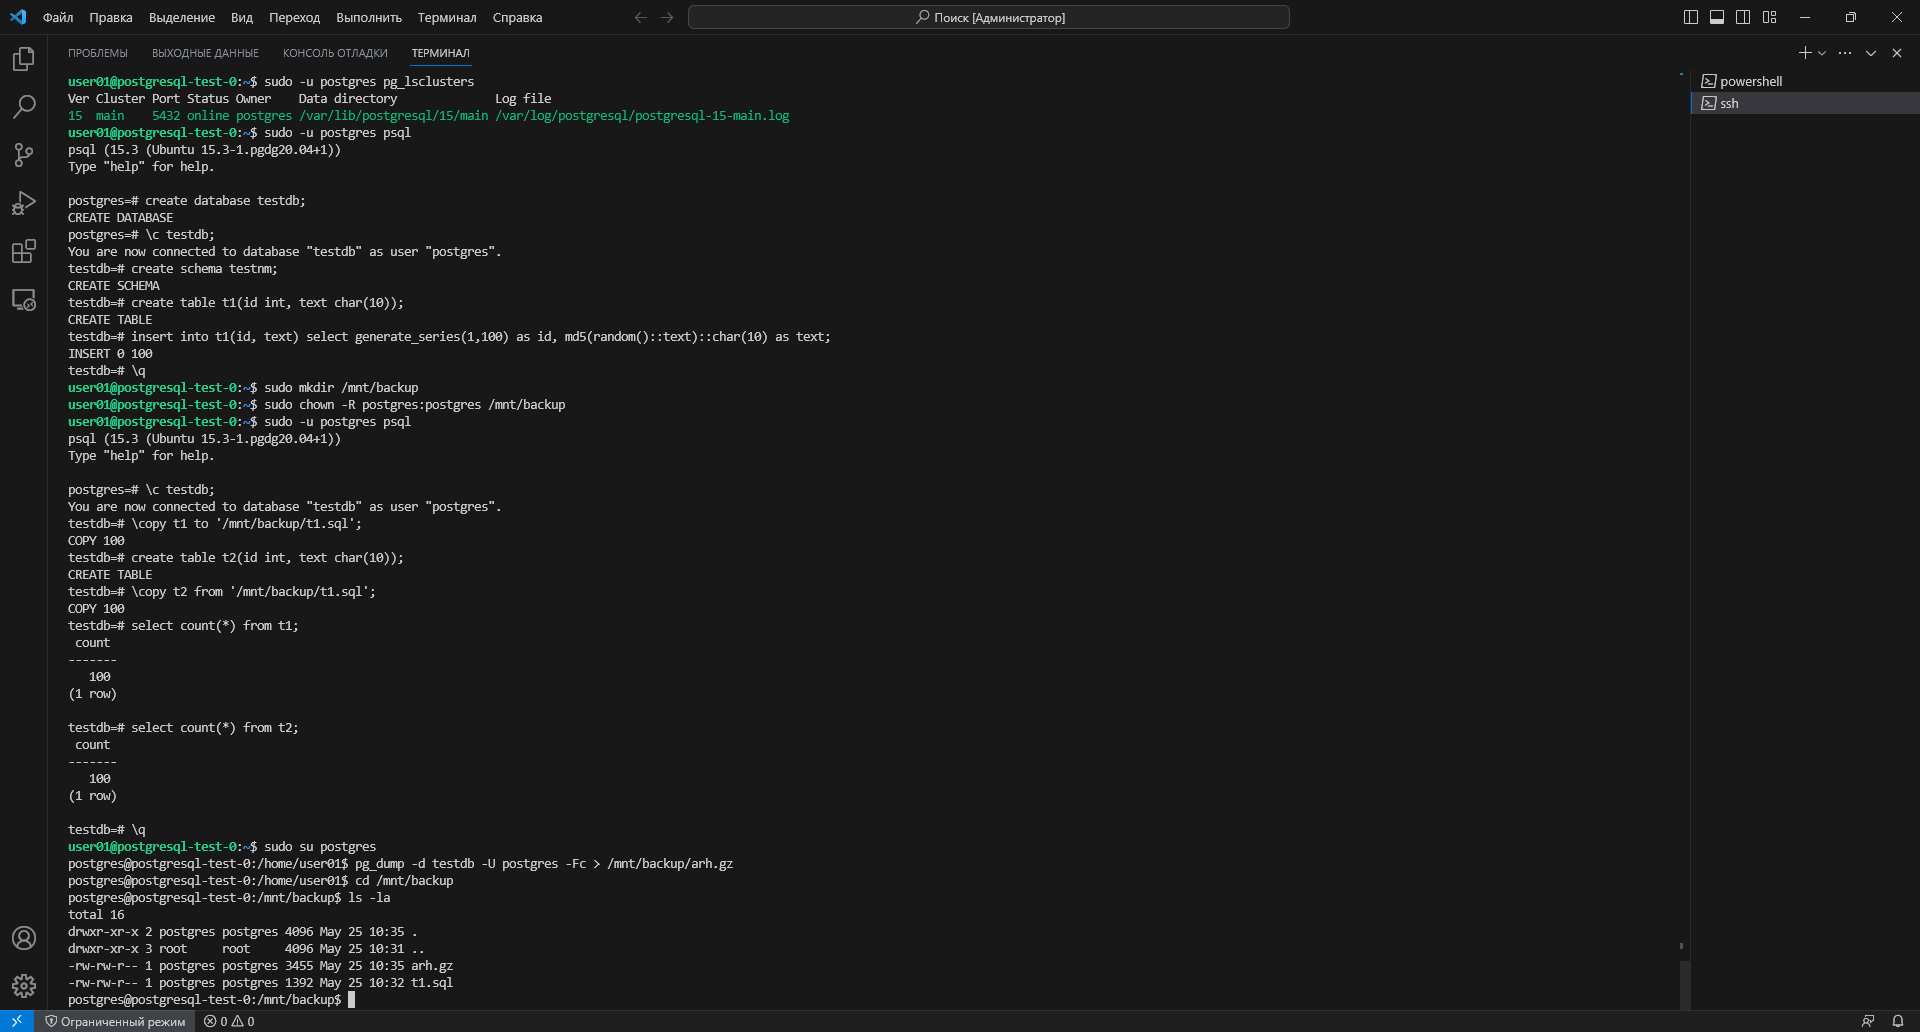 Файл Правка Выделение Вид Переход Выполнить Терминал Справка
Поиск [Администратор]
ПРОБЛЕМЫ ВЫХОДНЫЕ ДАННЫЕ КОНСОЛЬ ОТЛАДКИ ТЕРМИНАЛ
user01@postgresql-test-0:~$ sudo -u postgres pg_lsclusters
Ver Cluster Port Status Owner    Data directory              Log file
15  main    5432 online postgres /var/lib/postgresql/15/main /var/log/postgresql/postgresql-15-main.log
user01@postgresql-test-0:~$ sudo -u postgres psql
psql (15.3 (Ubuntu 15.3-1.pgdg20.04+1))
Type "help" for help.
postgres=# create database testdb;
CREATE DATABASE
postgres=# \c testdb;
You are now connected to database "testdb" as user "postgres".
testdb=# create schema testnm;
CREATE SCHEMA
testdb=# create table t1(id int, text char(10));
CREATE TABLE
testdb=# insert into t1(id, text) select generate_series(1,100) as id, md5(random()::text)::char(10) as text;
INSERT 0 100
testdb=# \q
user01@postgresql-test-0:~$ sudo mkdir /mnt/backup
user01@postgresql-test-0:~$ sudo chown -R postgres:postgres /mnt/backup
user01@postgresql-test-0:~$ sudo -u postgres psql
psql (15.3 (Ubuntu 15.3-1.pgdg20.04+1))
Type "help" for help.
postgres=# \c testdb;
You are now connected to database "testdb" as user "postgres".
testdb=# \copy t1 to '/mnt/backup/t1.sql';
COPY 100
testdb=# create table t2(id int, text char(10));
CREATE TABLE
testdb=# \copy t2 from '/mnt/backup/t1.sql';
COPY 100
testdb=# select count(*) from t1;
 count
-------
   100
(1 row)
testdb=# select count(*) from t2;
 count
-------
   100
(1 row)
testdb=# \q
user01@postgresql-test-0:~$ sudo su postgres
postgres@postgresql-test-0:/home/user01$ pg_dump -d testdb -U postgres -Fc > /mnt/backup/arh.gz
postgres@postgresql-test-0:/home/user01$ cd /mnt/backup
postgres@postgresql-test-0:/mnt/backup$ ls -la
total 16
drwxr-xr-x 2 postgres postgres 4096 May 25 10:35 .
drwxr-xr-x 3 root     root     4096 May 25 10:31 ..
-rw-rw-r-- 1 postgres postgres 3455 May 25 10:35 arh.gz
-rw-rw-r-- 1 postgres postgres 1392 May 25 10:32 t1.sql
postgres@postgresql-test-0:/mnt/backup$
powershell
ssh
Ограниченный режим 0 0